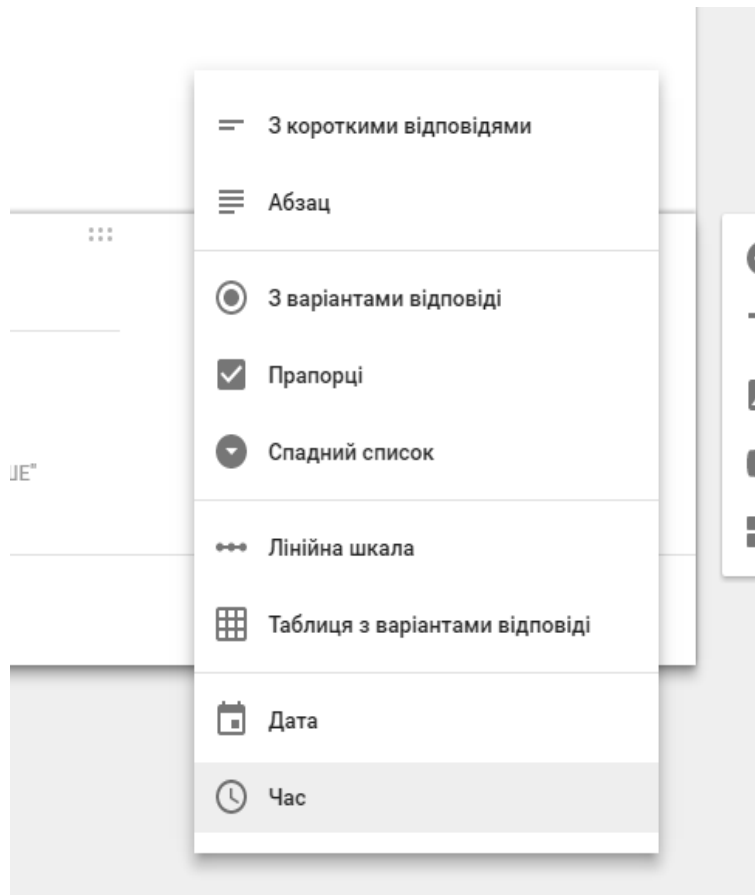 З короткими відповідями
Абзац
З варіантами відповіді
Прапорці
Спадний список
Лінійна шкала
Таблиця з варіантами відповіді
Дата
Час